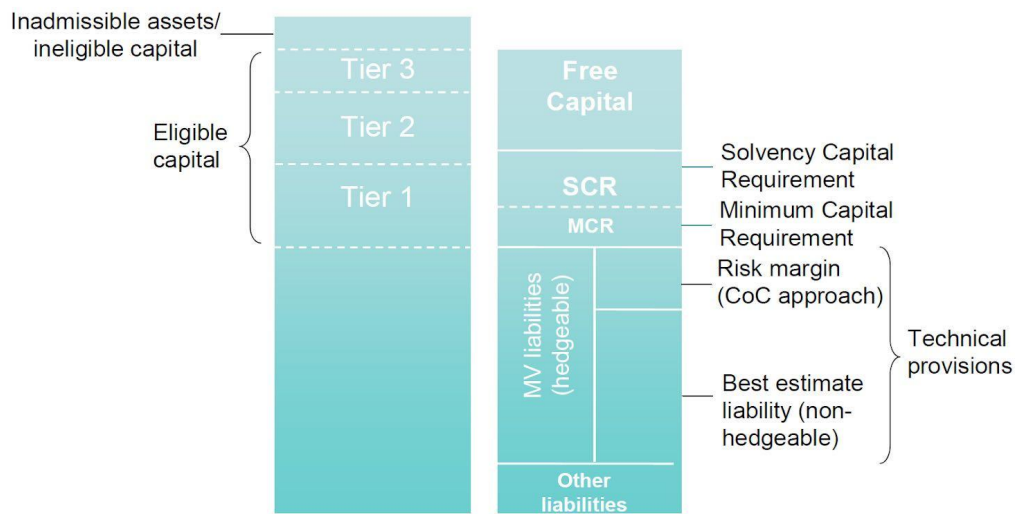 Inadmissible assets/
ineligible capital
Eligible
capital
Tier 3
Tier 2
Tier 1
Free
Capital
SCR
MCR
MV liabilities
(hedgeable)
Other
liabilities
Solvency Capital
Requirement
Minimum Capital
Requirement
Risk margin
(CoC approach)
Best estimate
liability (non-
hedgeable)
Technical
provisions